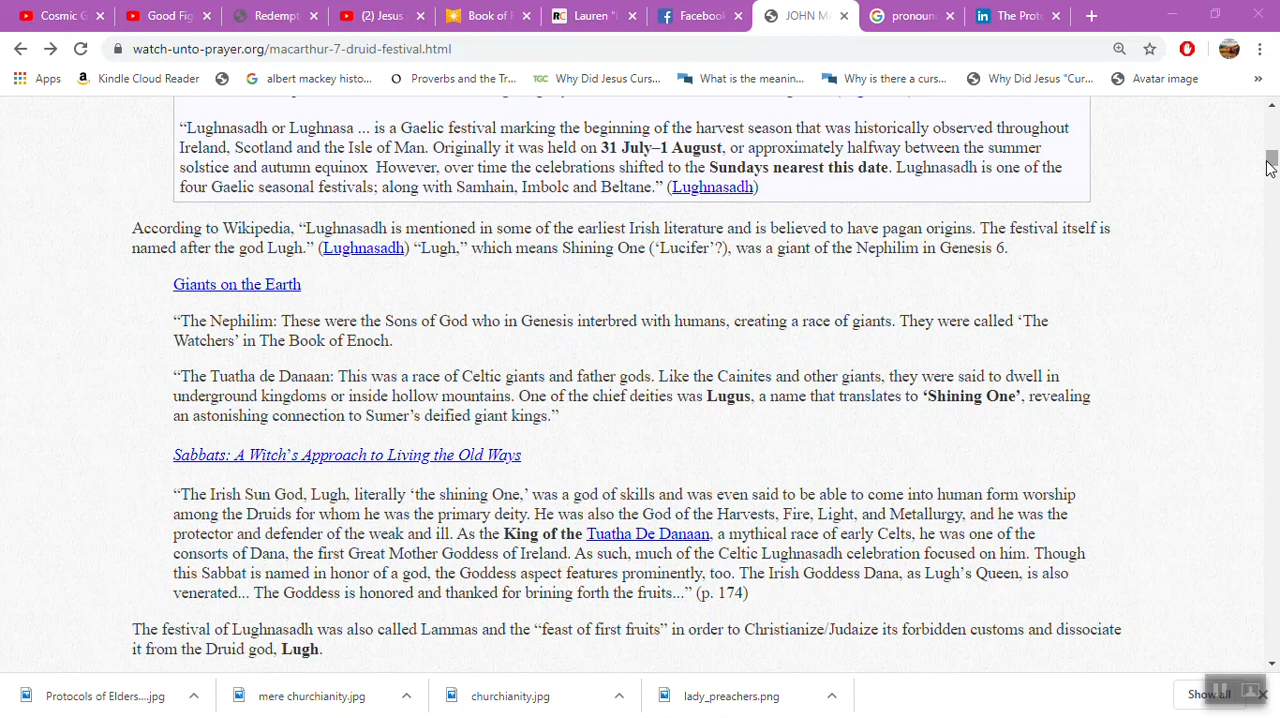 Cosmic G
Good Fig
Redempt
(2) Jesus
Book of
Lauren "
Faceboo
JOHN M
pronoun
The Prot
watch-unto-prayer.org/macarthur-7-druid-festival.html
Apps Kindle Cloud Reader albert mackey histo... Proverbs and the Tr... TGC Why Did Jesus Curs... What is the meanin... Why is there a curs... Why Did Jesus "Cur... Avatar image »
“Lughnasadh or Lughnasa ... is a Gaelic festival marking the beginning of the harvest season that was historically observed throughout
Ireland, Scotland and the Isle of Man. Originally it was held on 31 July–1 August, or approximately halfway between the summer
solstice and autumn equinox However, over time the celebrations shifted to the Sundays nearest this date. Lughnasadh is one of the
four Gaelic seasonal festivals; along with Samhain, Imbolc and Beltane.” (Lughnasadh)
According to Wikipedia, “Lughnasadh is mentioned in some of the earliest Irish literature and is believed to have pagan origins. The festival itself is
named after the god Lugh.” (Lughnasadh) “Lugh,” which means Shining One (‘Lucifer’?), was a giant of the Nephilim in Genesis 6.
Giants on the Earth
“The Nephilim: These were the Sons of God who in Genesis interbred with humans, creating a race of giants. They were called ‘The
Watchers’ in The Book of Enoch.
“The Tuatha de Danaan: This was a race of Celtic giants and father gods. Like the Cainites and other giants, they were said to dwell in
underground kingdoms or inside hollow mountains. One of the chief deities was Lugus, a name that translates to ‘Shining One’, revealing
an astonishing connection to Sumer’s deified giant kings.”
Sabbats: A Witch’s Approach to Living the Old Ways
“The Irish Sun God, Lugh, literally ‘the shining One,’ was a god of skills and was even said to be able to come into human form worship
among the Druids for whom he was the primary deity. He was also the God of the Harvests, Fire, Light, and Metallurgy, and he was the
protector and defender of the weak and ill. As the King of the Tuatha De Danaan, a mythical race of early Celts, he was one of the
consorts of Dana, the first Great Mother Goddess of Ireland. As such, much of the Celtic Lughnasadh celebration focused on him. Though
this Sabbat is named in honor of a god, the Goddess aspect features prominently, too. The Irish Goddess Dana, as Lugh’s Queen, is also
venerated... The Goddess is honored and thanked for brining forth the fruits...” (p. 174)
The festival of Lughnasadh was also called Lammas and the “feast of first fruits” in order to Christianize/Judaize its forbidden customs and dissociate
it from the Druid god, Lugh.
Protocols of Elders....jpg
mere churchianity.jpg
churchianity.jpg
lady_preachers.png
Show all